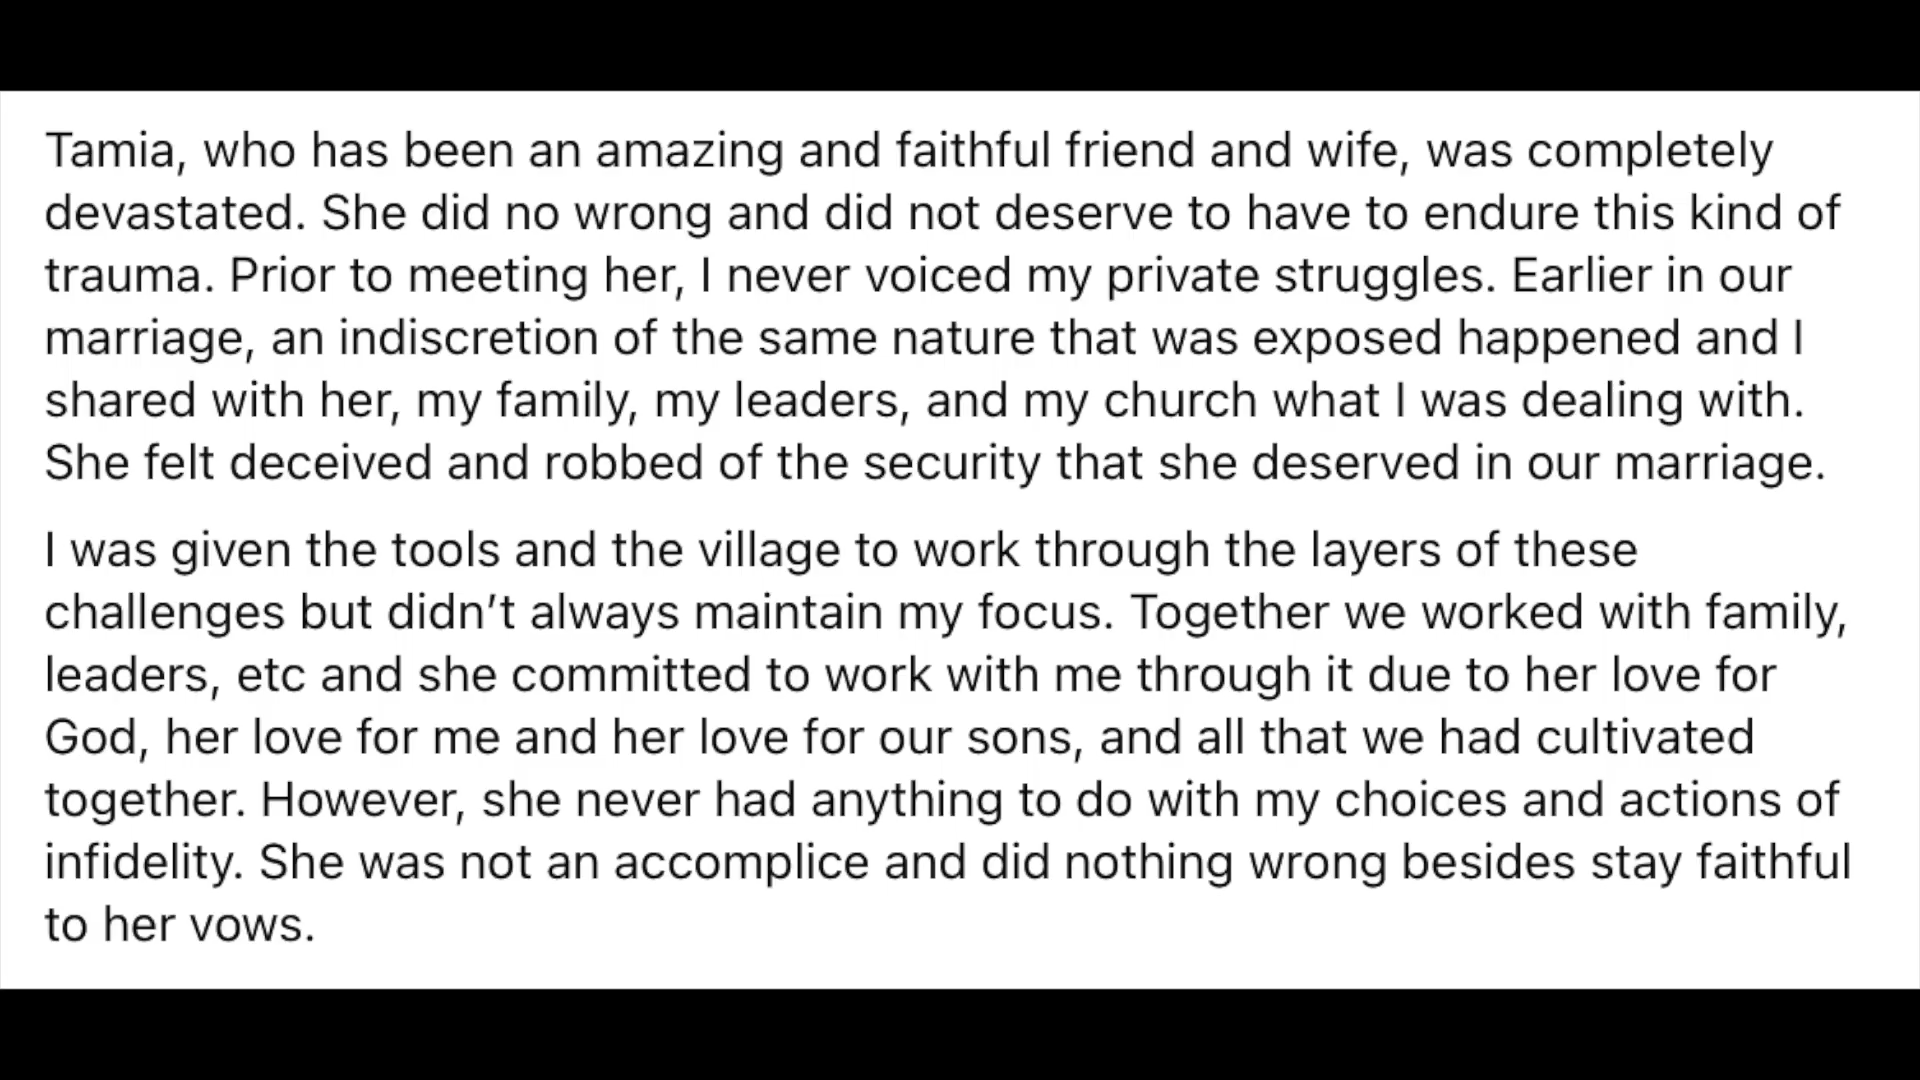 Tamia, who has been an amazing and faithful friend and wife, was completely
devastated. She did no wrong and did not deserve to have to endure this kind of
trauma. Prior to meeting her, I never voiced my private struggles. Earlier in our
marriage, an indiscretion of the same nature that was exposed happened and I
shared with her, my family, my leaders, and my church what I was dealing with.
She felt deceived and robbed of the security that she deserved in our marriage.
I was given the tools and the village to work through the layers of these
challenges but didn’t always maintain my focus. Together we worked with family,
leaders, etc and she committed to work with me through it due to her love for
God, her love for me and her love for our sons, and all that we had cultivated
together. However, she never had anything to do with my choices and actions of
infidelity. She was not an accomplice and did nothing wrong besides stay faithful
to her vows.